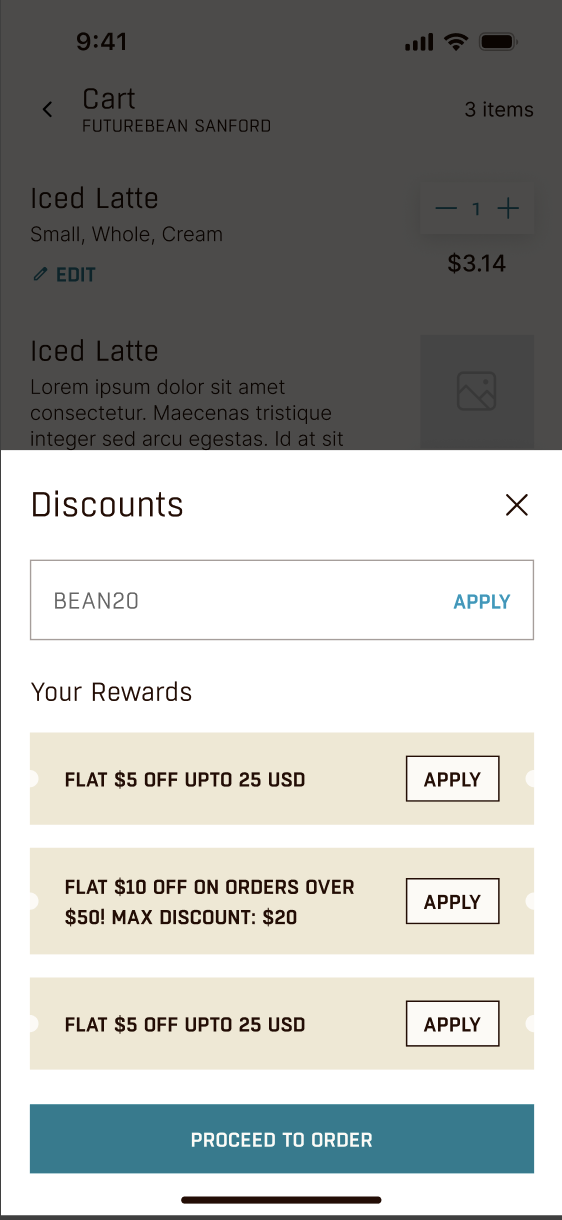 9:41
Cart
FUTUREBEAN SANFORD
3 items
Iced Latte
1
Small, Whole, Cream
EDIT
$3.14
Iced Latte
Lorem ipsum dolor sit amet
consectetur. Maecenas tristique
integer sed arcu egestas. Id at sit
Discounts
BEAN20
APPLY
Your Rewards
FLAT $5 OFF UPTO 25 USD
APPLY
FLAT $10 OFF ON ORDERS OVER
$50! MAX DISCOUNT: $20
APPLY
FLAT $5 OFF UPTO 25 USD
APPLY
PROCEED TO ORDER